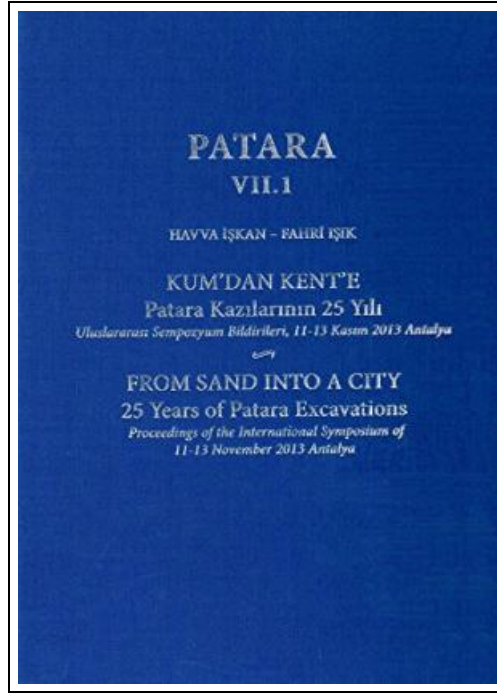 PATARA
VII.1
HAVVA İŞKAN – FAHRİ IŞIK
KUM'DAN KENT'E
Patara Kazılarının 25 Yılı
Uluslararası Sempozyum Bildirileri, 11-13 Kasım 2013 Antalya
FROM SAND INTO A CITY
25 Years of Patara Excavations
Proceedings of the International Symposium of
11-13 November 2013 Antalya